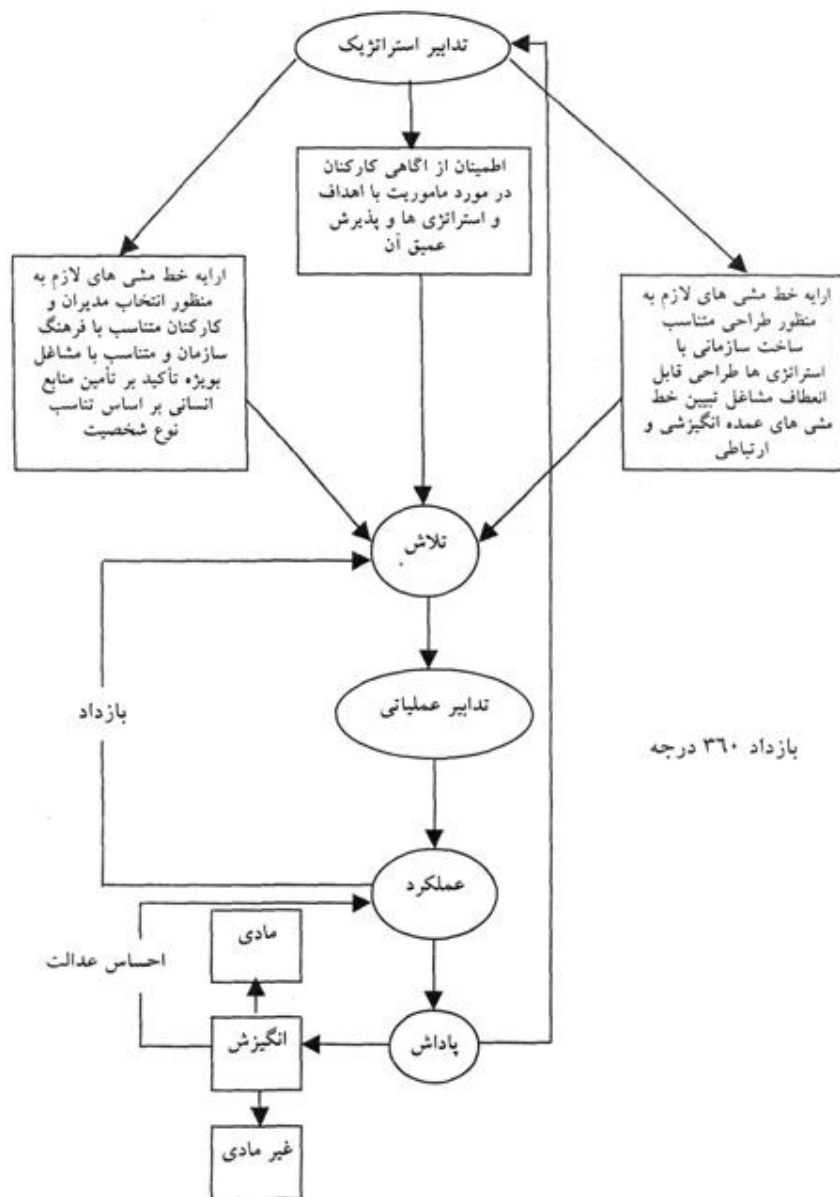 تدابیر استراتژیک
اطمینان از اگاهی کارکنان
در مورد ماموریت با اهداف
و استراتژی ها و پذیرش
عمیق آن
ارایه خط مشی های لازم به
منظور طراحی متناسب
ساخت سازمانی با
استراتژی ها طراحی قابل
انعطاف مشاغل تبیین خط
مشی های عمده انگیزشی و
ارتباطی
ارایه خط مشی های لازم به
منظور انتخاب مدیران و
کارکنان متناسب با فرهنگ
سازمان و متناسب با مشاغل
بویژه تأکید بر تأمین منابع
انسانی بر اساس تناسب
نوع شخصیت
تلاش
تدابیر عملیاتی
بازداد
بازداد ۳٦۰ درجه
عملکرد
مادی
احساس عدالت
پاداش
انگیزش
غیر مادی